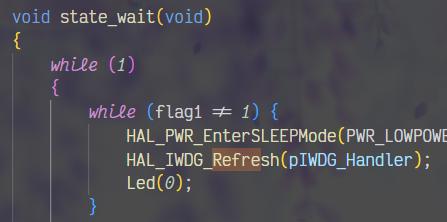 void state_wait(void)
{
while (1)
{
while (flag1 != 1) {
HAL_PWR_EnterSLEEPMode(PWR_LOWPOWE
HAL_IWDG_Refresh(pIWDG_Handler);
Led(0);
}